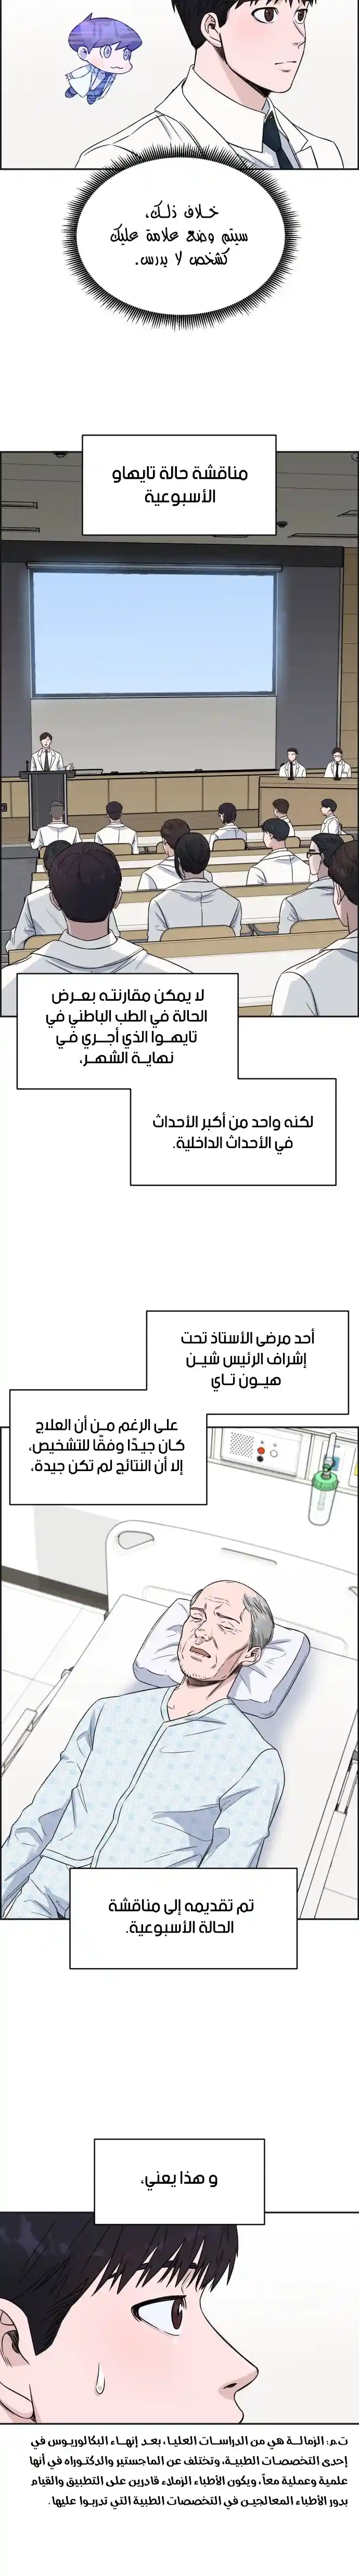 خلاف ذلك،
سيتم وضع علامة عليك
كشخص لا يدرس.
مناقشة حالة تايهاو
الأسبوعية
لا يمكن مقارنته بعرض
الحالة في الطب الباطني في
تايهوا الذي أجري في
نهاية الشهر،
لكنه واحد من أكبر الأحداث
في الأحداث الداخلية.
أحد مرضى الأستاذ تحت
إشراف الرئيس شين
هيون تاي
على الرغم من أن العلاج
كان جيدًا وفقًا للتشخيص،
إلا أن النتائج لم تكن جيدة،
تم تقديمه إلى مناقشة
الحالة الأسبوعية.
و هذا يعني،
ت.م: الزمالة هي من الدراسات العليا، بعد إنهاء البكالوريوس في
إحدى التخصصات الطبية، وتختلف عن الماجستير والدكتوراه في أنها
علمية وعملية معاً، ويكون الأطباء الزملاء قادرين على التطبيق والقيام
بدور الأطباء المعالجين في التخصصات الطبية التي تدربوا عليها.